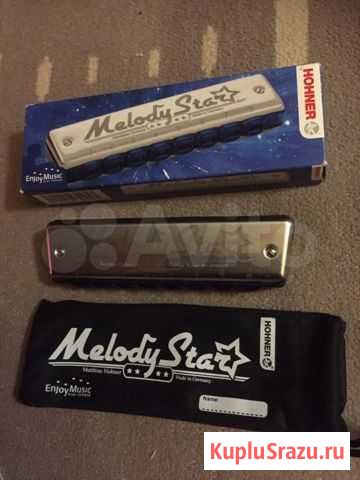 Melody Star
HOHNER
Enjoy Music
Avito
Melody Star
Matthias Hohner
Made in Germany
HOHNER
Enjoy Music
Name:
KupluSrazu.ru